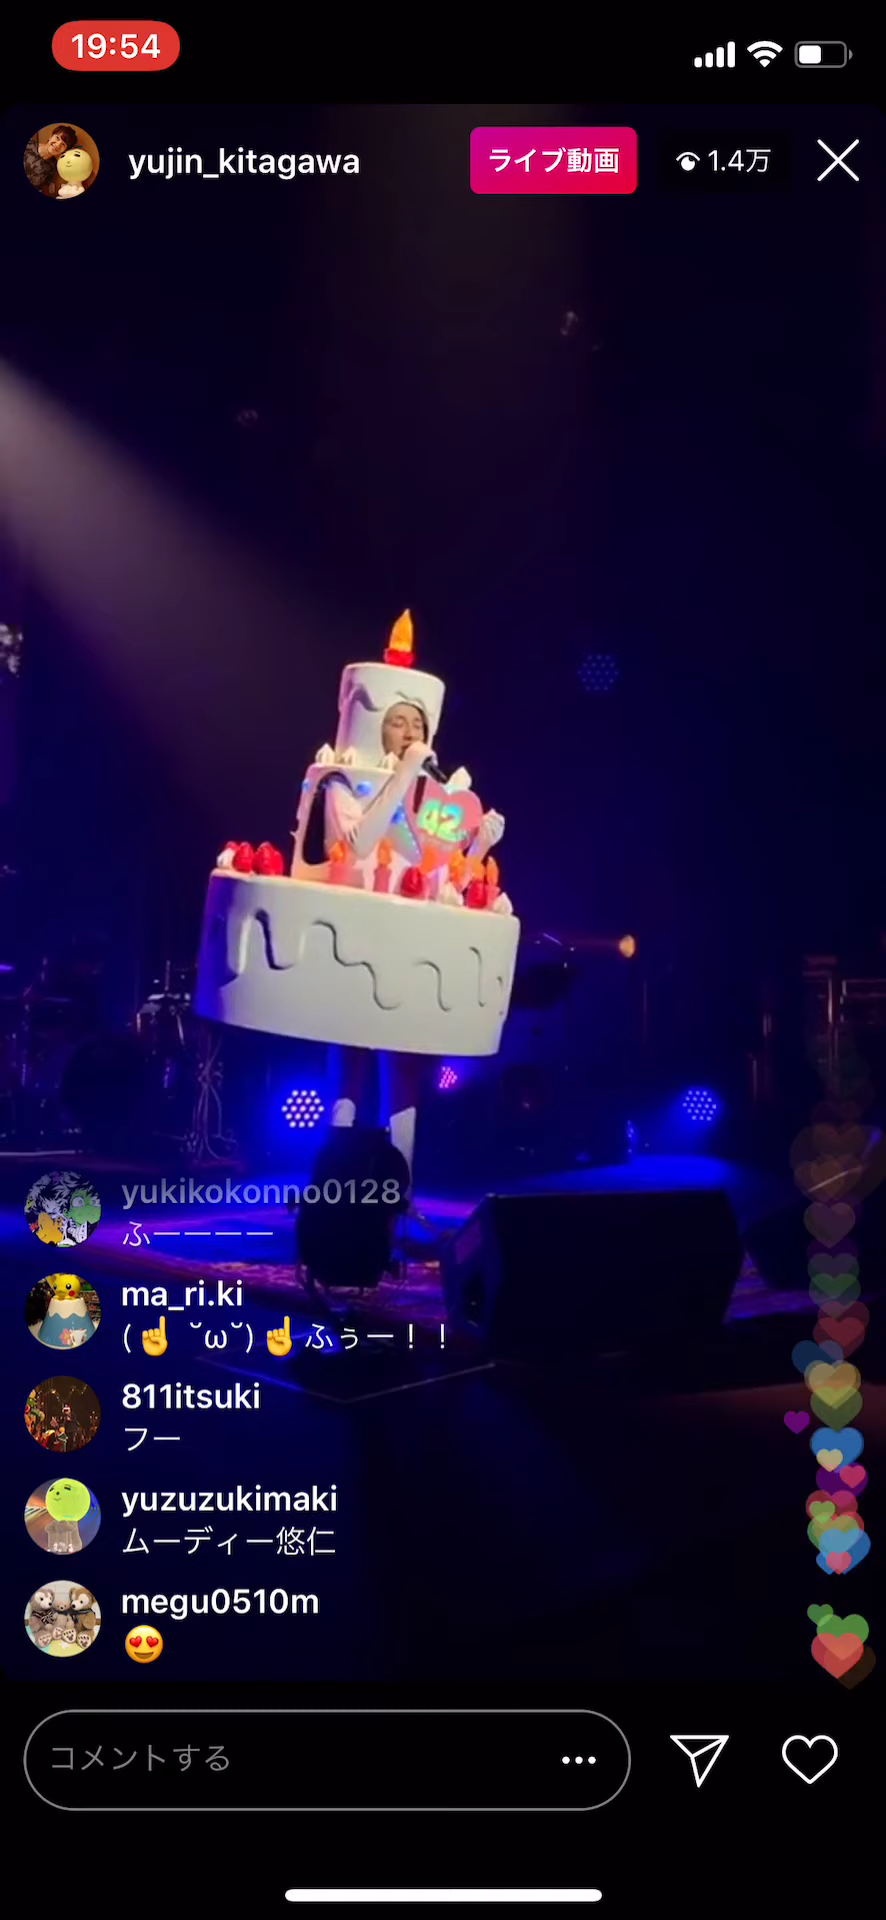 19:54
yujin_kitagawa
ライブ動画
1.4万
42
yukikokonno0128
ふーーーー
ma_ri.ki
(☝️ ˘ω˘)☝️ふぅー！！
811itsuki
フー
yuzuzukimaki
ムーディー悠仁
megu0510m
😍
コメントする